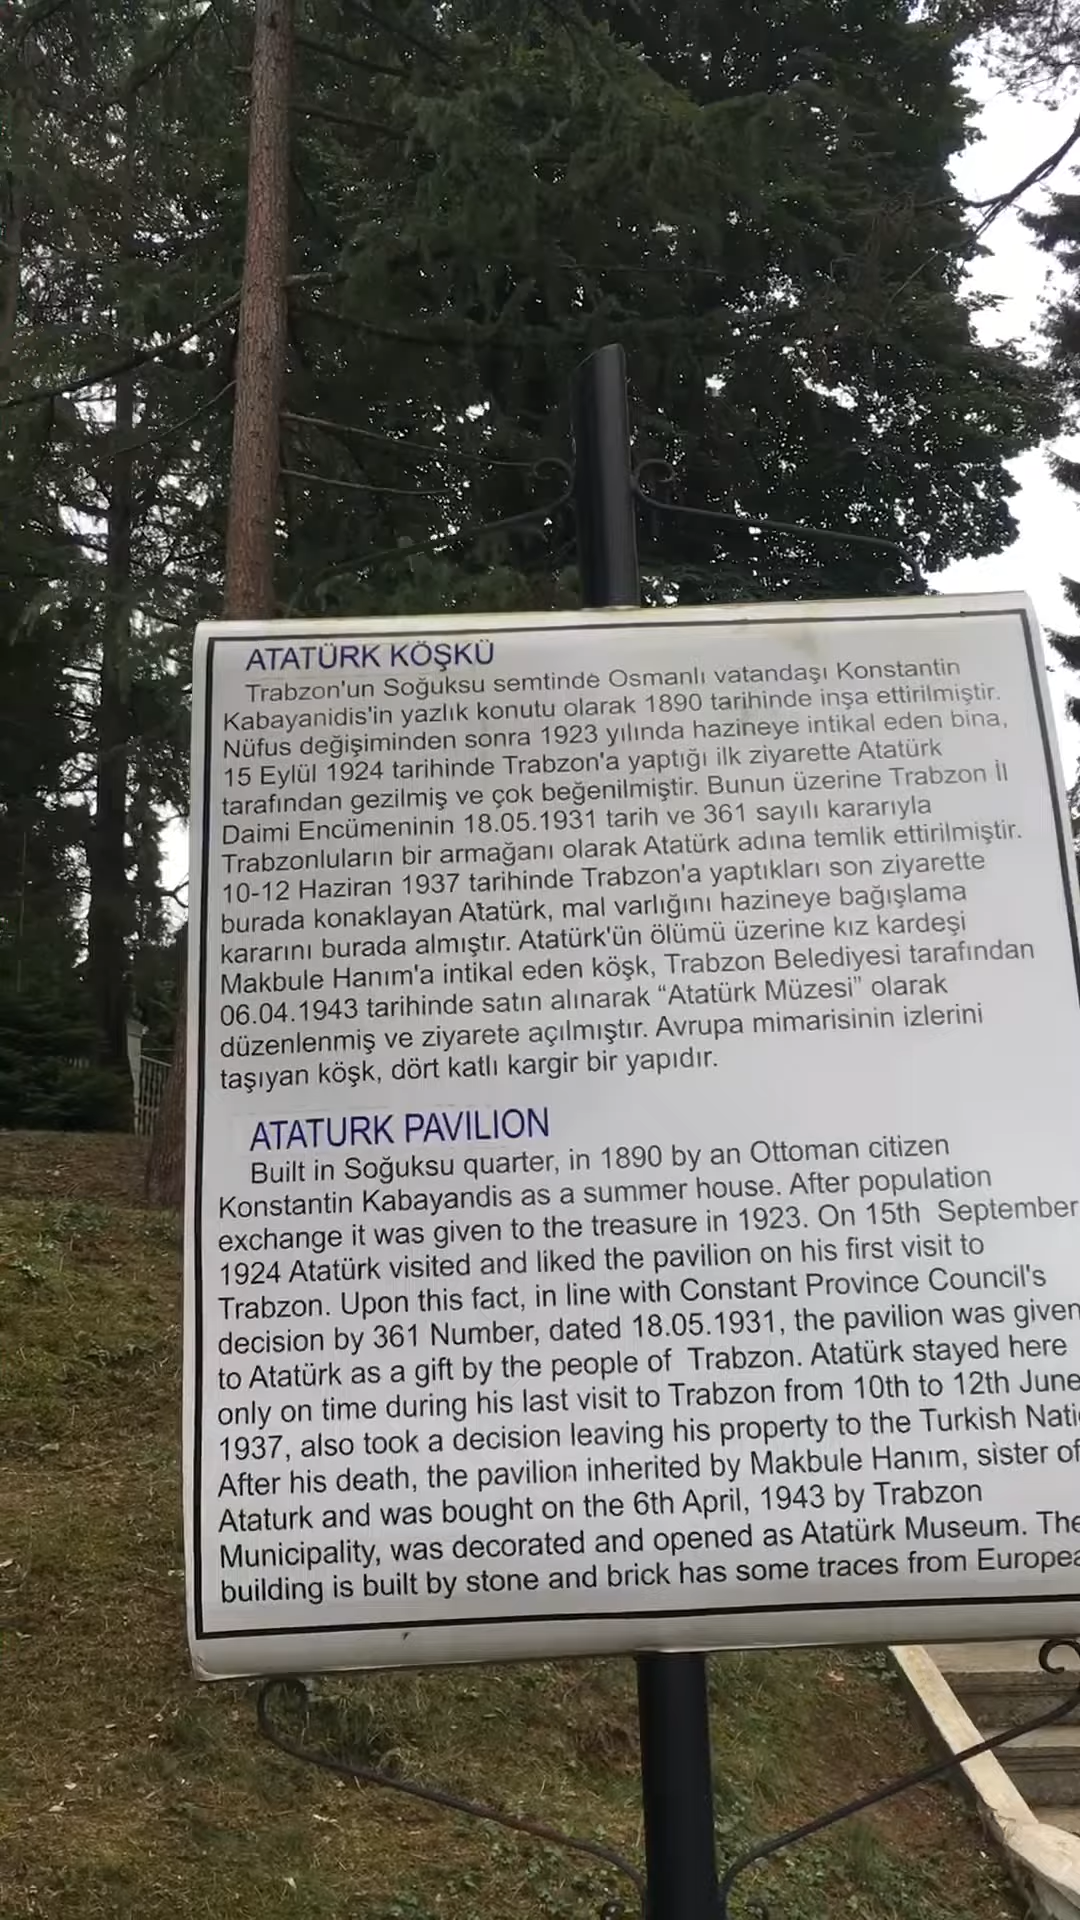 ATATÜRK KÖŞKÜ
Trabzon'un Soğuksu semtinde Osmanlı vatandaşı Konstantin
Kabayanidis'in yazlık konutu olarak 1890 tarihinde inşa ettirilmiştir.
Nüfus değişiminden sonra 1923 yılında hazineye intikal eden bina,
15 Eylül 1924 tarihinde Trabzon'a yaptığı ilk ziyarette Atatürk
tarafından gezilmiş ve çok beğenilmiştir. Bunun üzerine Trabzon İl
Daimi Encümeninin 18.05.1931 tarih ve 361 sayılı kararıyla
Trabzonluların bir armağanı olarak Atatürk adına temlik ettirilmiştir.
10-12 Haziran 1937 tarihinde Trabzon'a yaptıkları son ziyarette
burada konaklayan Atatürk, mal varlığını hazineye bağışlama
kararını burada almıştır. Atatürk'ün ölümü üzerine kız kardeşi
Makbule Hanım'a intikal eden köşk, Trabzon Belediyesi tarafından
06.04.1943 tarihinde satın alınarak “Atatürk Müzesi” olarak
düzenlenmiş ve ziyarete açılmıştır. Avrupa mimarisinin izlerini
taşıyan köşk, dört katlı kargir bir yapıdır.
ATATURK PAVILION
Built in Soğuksu quarter, in 1890 by an Ottoman citizen
Konstantin Kabayandis as a summer house. After population
exchange it was given to the treasure in 1923. On 15th September
1924 Atatürk visited and liked the pavilion on his first visit to
Trabzon. Upon this fact, in line with Constant Province Council's
decision by 361 Number, dated 18.05.1931, the pavilion was given
to Atatürk as a gift by the people of Trabzon. Atatürk stayed here
only on time during his last visit to Trabzon from 10th to 12th June
1937, also took a decision leaving his property to the Turkish Nati
After his death, the pavilion inherited by Makbule Hanım, sister of
Ataturk and was bought on the 6th April, 1943 by Trabzon
Municipality, was decorated and opened as Atatürk Museum. The
building is built by stone and brick has some traces from Europea